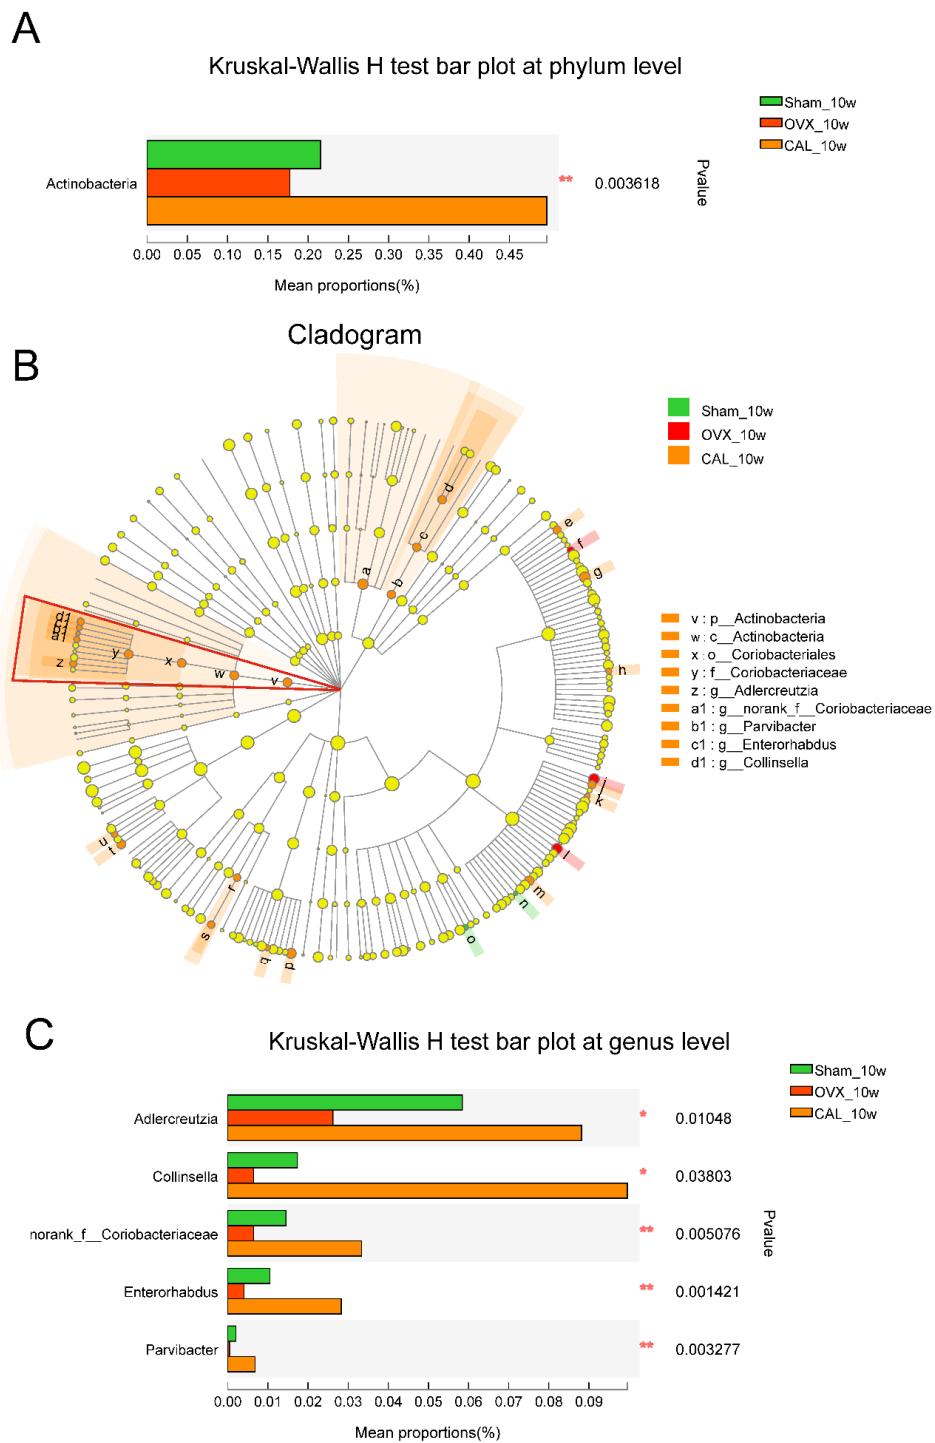 A
Kruskal-Wallis H test bar plot at phylum level
Sham_10w
OVX_10w
CAL_10w
Actinobacteria
** 0.003618
Pvalue
0.00 0.05 0.10 0.15 0.20 0.25 0.30 0.35 0.40 0.45
Mean proportions(%)
Cladogram
B
Sham_10w
OVX_10w
CAL_10w
a
b
c
d
e
f
g
h
j
k
l
m
n
o
p
q
r
s
t
u
v
w
x
y
z
d1
v : p__Actinobacteria
w : c__Actinobacteria
x : o__Coriobacteriales
y : f__Coriobacteriaceae
z : g__Adlercreutzia
a1 : g__norank_f__Coriobacteriaceae
b1 : g__Parvibacter
c1 : g__Enterorhabdus
d1 : g__Collinsella
C
Kruskal-Wallis H test bar plot at genus level
Sham_10w
OVX_10w
CAL_10w
Adlercreutzia * 0.01048
Collinsella * 0.03803
norank_f__Coriobacteriaceae ** 0.005076
Enterorhabdus ** 0.001421
Parvibacter ** 0.003277
Pvalue
0.00 0.01 0.02 0.03 0.04 0.05 0.06 0.07 0.08 0.09
Mean proportions(%)